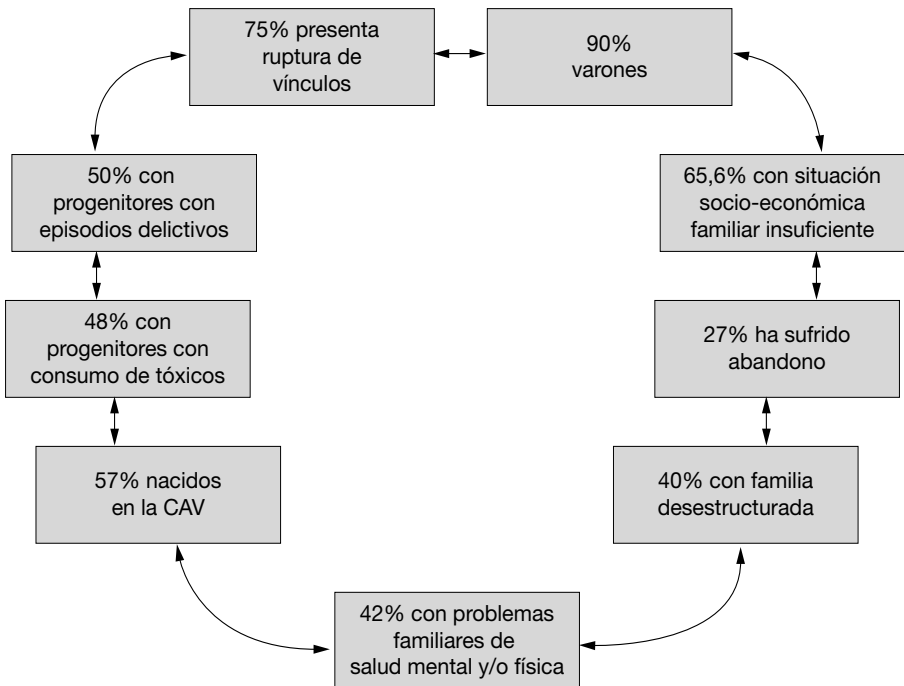 75% presenta
ruptura de
vínculos
90%
varones
50% con
progenitores con
episodios delictivos
65,6% con situación
socio-económica
familiar insuficiente
48% con
progenitores con
consumo de tóxicos
27% ha sufrido
abandono
57% nacidos
en la CAV
40% con familia
desestructurada
42% con problemas
familiares de
salud mental y/o física